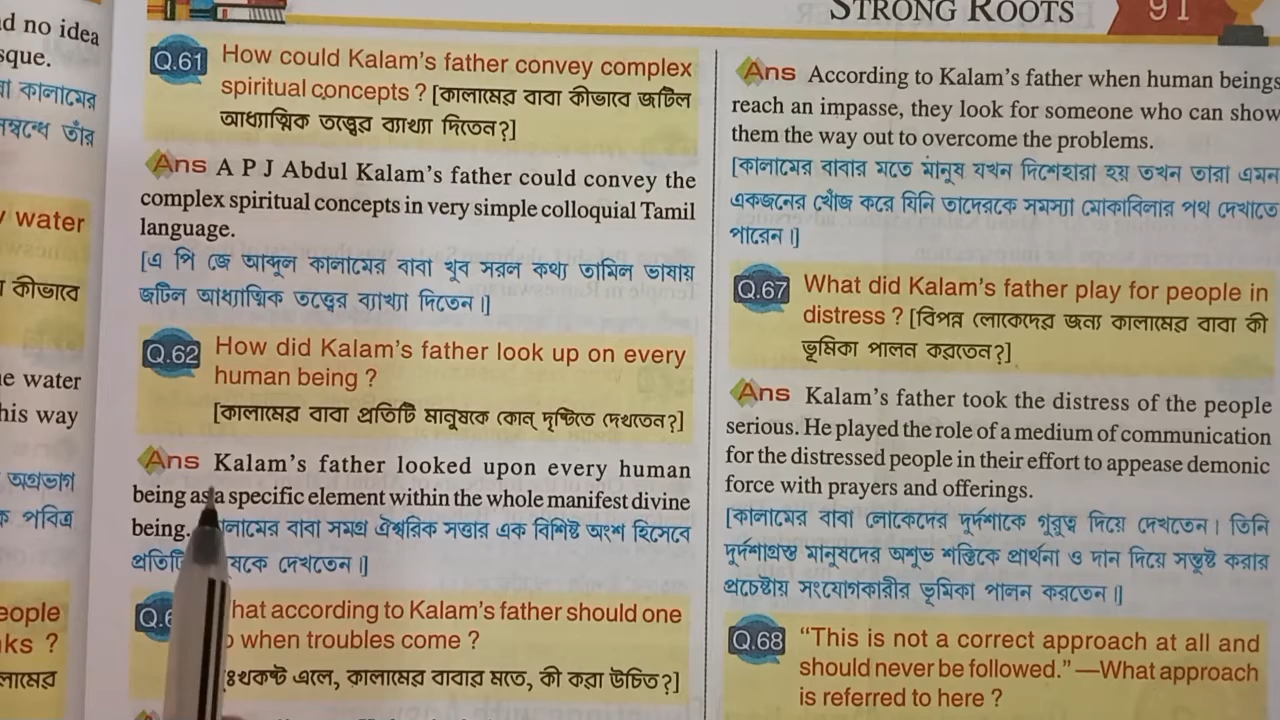 STRONG ROOTS 91
d no idea
sque.
া কালামের
ম্বন্ধে তাঁর
water
কীভাবে
e water
his way
অগ্রভাগ
ক পবিত্র
eople
ks ?
লামের
Q.61 How could Kalam's father convey complex
spiritual concepts ? [কালামের বাবা কীভাবে জটিল
আধ্যাত্মিক তত্ত্বের ব্যাখ্যা দিতেন?]
Ans A P J Abdul Kalam's father could convey the
complex spiritual concepts in very simple colloquial Tamil
language.
[এ পি জে আব্দুল কালামের বাবা খুব সরল কথ্য তামিল ভাষায়
জটিল আধ্যাত্মিক তত্ত্বের ব্যাখ্যা দিতেন।]
Q.62 How did Kalam's father look up on every
human being ?
[কালামের বাবা প্রতিটি মানুষকে কোন্ দৃষ্টিতে দেখতেন?]
Ans Kalam's father looked upon every human
being as a specific element within the whole manifest divine
being. লামের বাবা সমগ্র ঐশ্বরিক সত্তার এক বিশিষ্ট অংশ হিসেবে
প্রতিটি ষকে দেখতেন।]
Q.6 hat according to Kalam's father should one
when troubles come ?
ঃখকষ্ট এলে, কালামের বাবার মতে, কী করা উচিত?]
Ans According to Kalam's father when human beings
reach an impasse, they look for someone who can show
them the way out to overcome the problems.
[কালামের বাবার মতে মানুষ যখন দিশেহারা হয় তখন তারা এমন
একজনের খোঁজ করে যিনি তাদেরকে সমস্যা মোকাবিলার পথ দেখাতে
পারেন।]
Q.67 What did Kalam's father play for people in
distress ? [বিপন্ন লোকেদের জন্য কালামের বাবা কী
ভূমিকা পালন করতেন?]
Ans Kalam's father took the distress of the people
serious. He played the role of a medium of communication
for the distressed people in their effort to appease demonic
force with prayers and offerings.
[কালামের বাবা লোকেদের দুর্দশাকে গুরুত্ব দিয়ে দেখতেন। তিনি
দুর্দশাগ্রস্ত মানুষদের অশুভ শক্তিকে প্রার্থনা ও দান দিয়ে সন্তুষ্ট করার
প্রচেষ্টায় সংযোগকারীর ভূমিকা পালন করতেন।]
Q.68 "This is not a correct approach at all and
should never be followed." —What approach
is referred to here ?